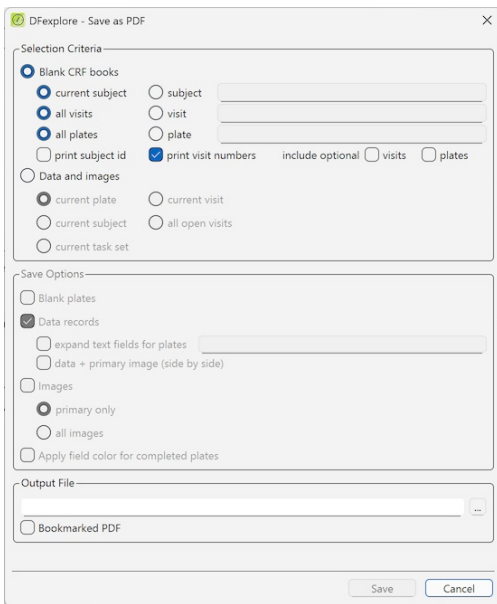 DFexplore - Save as PDF
Selection Criteria
Blank CRF books
current subject subject
all visits visit
all plates plate
print subject id print visit numbers include optional visits plates
Data and images
current plate current visit
current subject all open visits
current task set
Save Options
Blank plates
Data records
expand text fields for plates
data + primary image (side by side)
Images
primary only
all images
Apply field color for completed plates
Output File
...
Bookmarked PDF
Save Cancel